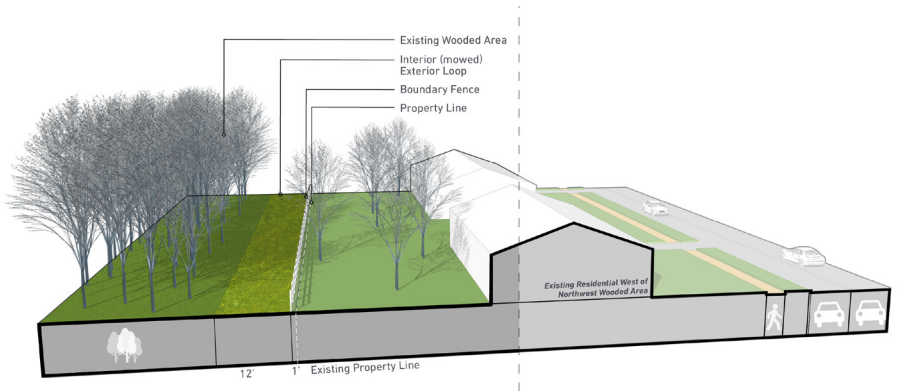 Existing Wooded Area
Interior (mowed)
Exterior Loop
Boundary Fence
Property Line
Existing Residential West of
Northwest Wooded Area
12'
1'
Existing Property Line